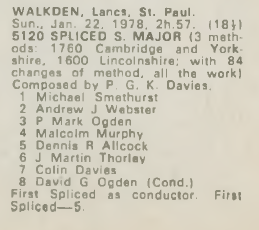 WALKDEN, Lancs, St. Paul.
Sun., Jan. 22, 1978, 2h.57. (18½)
5120 SPLICED S. MAJOR (3 meth-
ods: 1760 Cambridge and York-
shire, 1600 Lincolnshire; with 84
changes of method, all the work)
Composed by P. G. K. Davies.
1 Michael Smethurst
2 Andrew J Webster
3 P Mark Ogden
4 Malcolm Murphy
5 Dennis R Allcock
6 J Martin Thorley
7 Colin Davies
8 David G Ogden (Cond.)
First Spliced as conductor. First
Spliced—5.